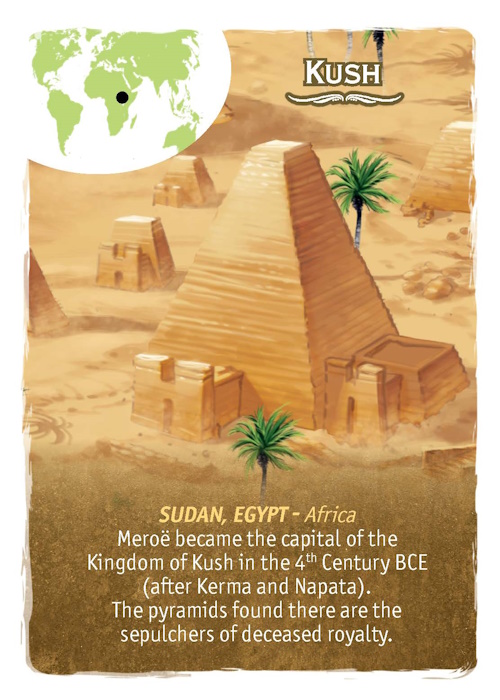 KUSH
SUDAN, EGYPT - Africa
Meroë became the capital of the
Kingdom of Kush in the 4th Century BCE
(after Kerma and Napata).
The pyramids found there are the
sepulchers of deceased royalty.